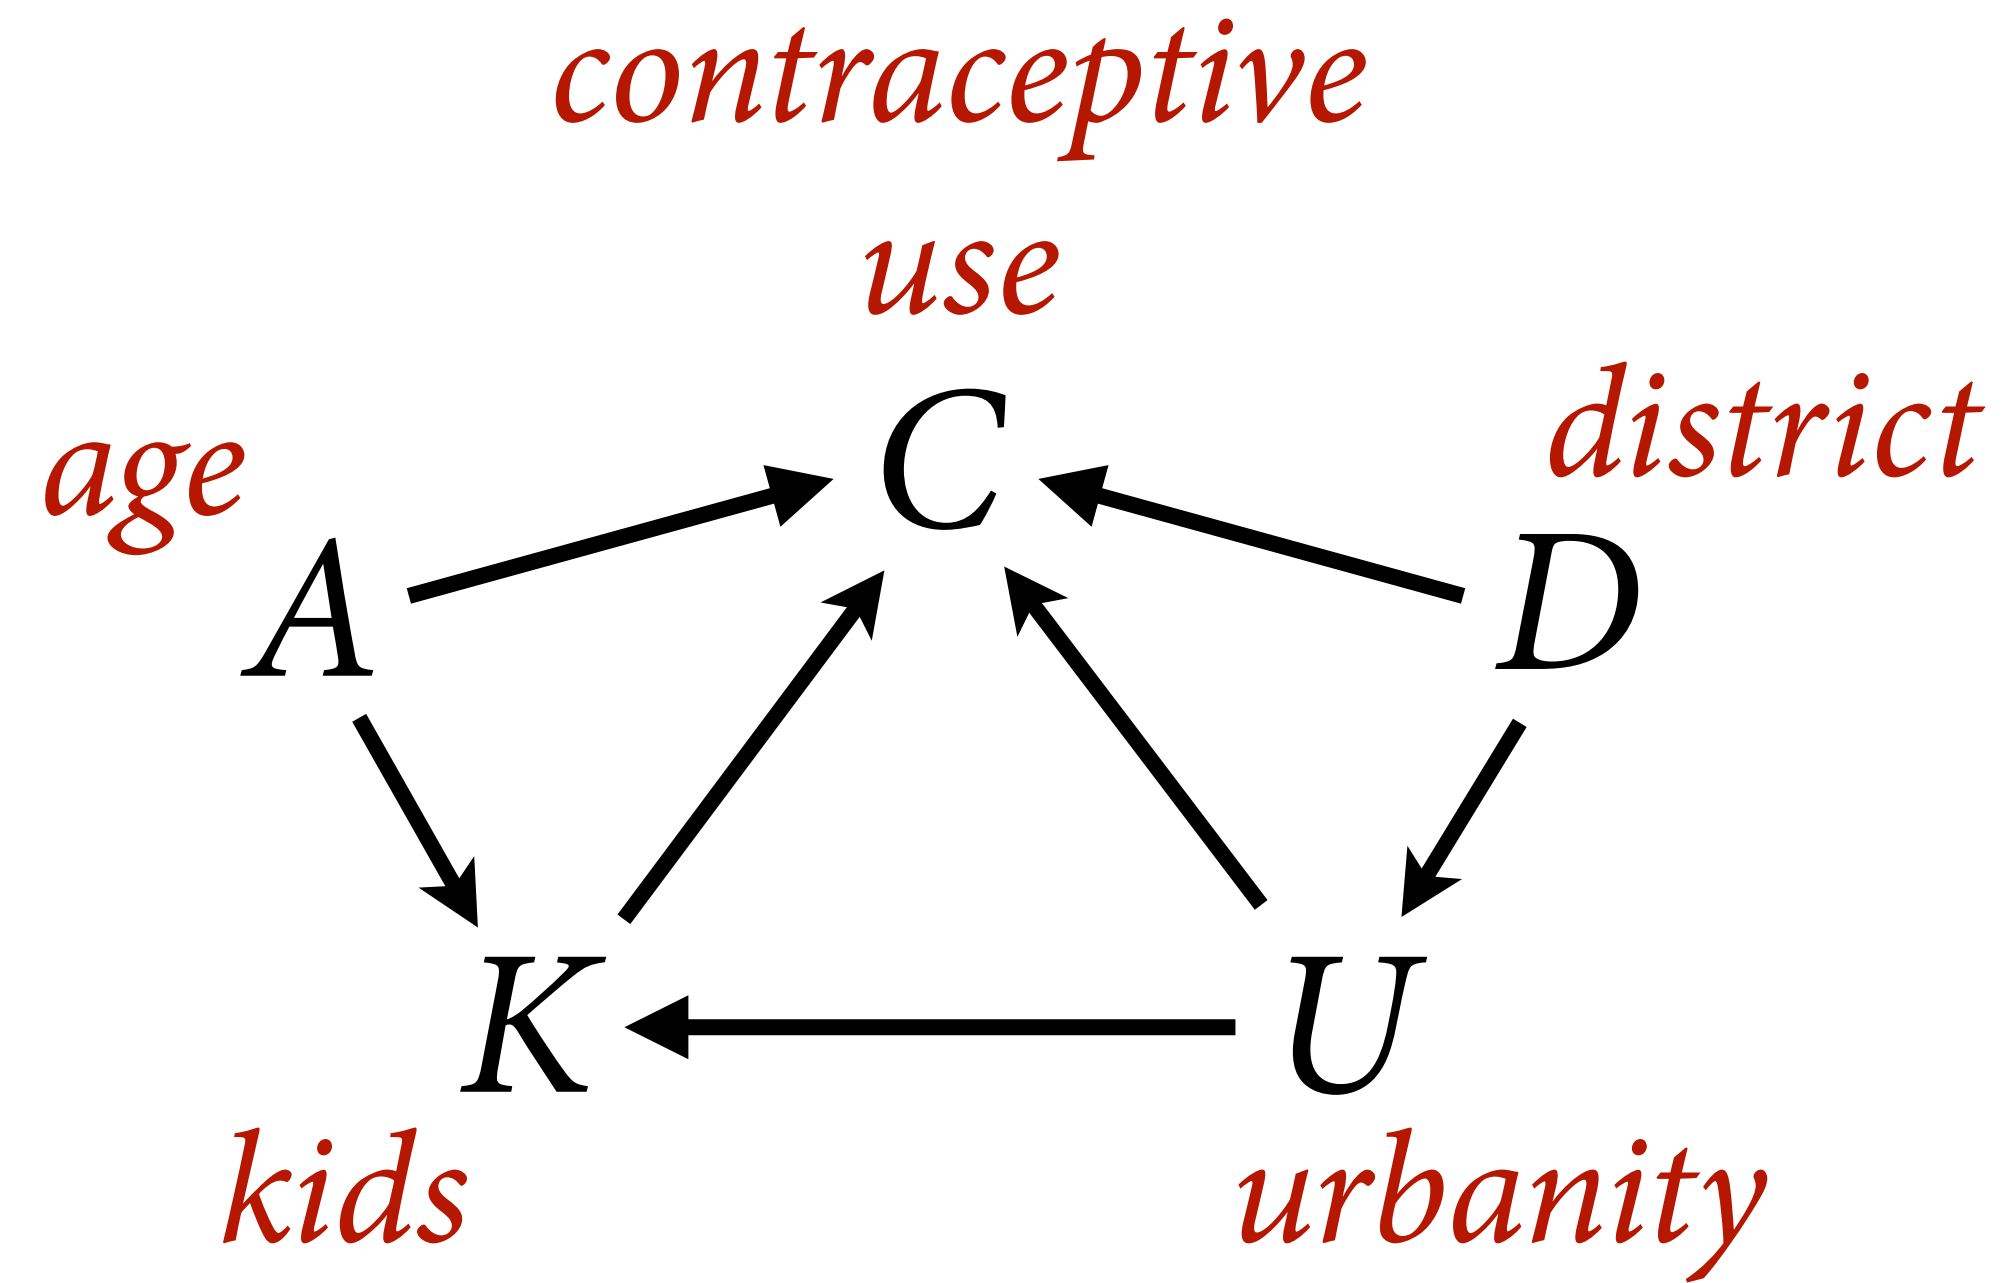 contraceptive
use
C
district
age
A
D
K
U
kids
urbanity